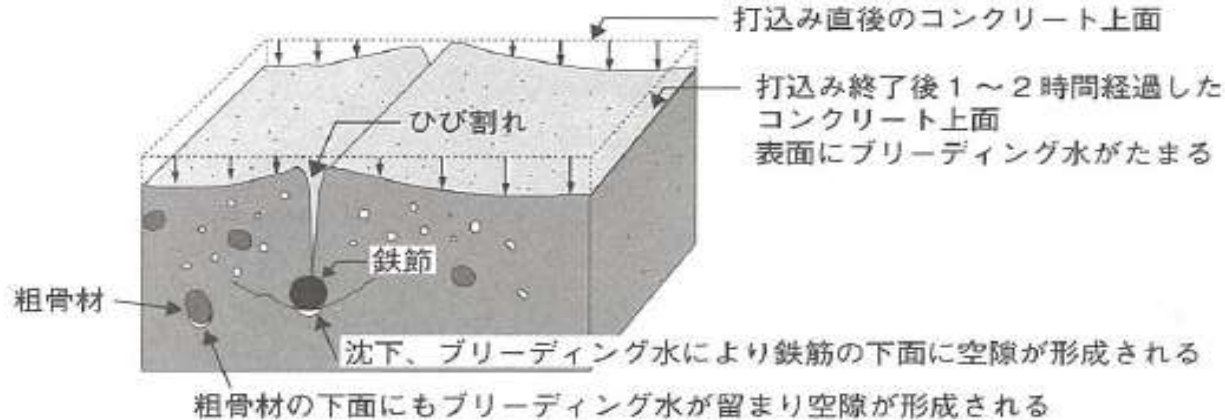 打込み直後のコンクリート上面
打込み終了後1～2時間経過した
コンクリート上面
表面にブリーディング水がたまる
ひび割れ
鉄節
粗骨材
沈下、ブリーディング水により鉄筋の下面に空隙が形成される
粗骨材の下面にもブリーディング水が留まり空隙が形成される